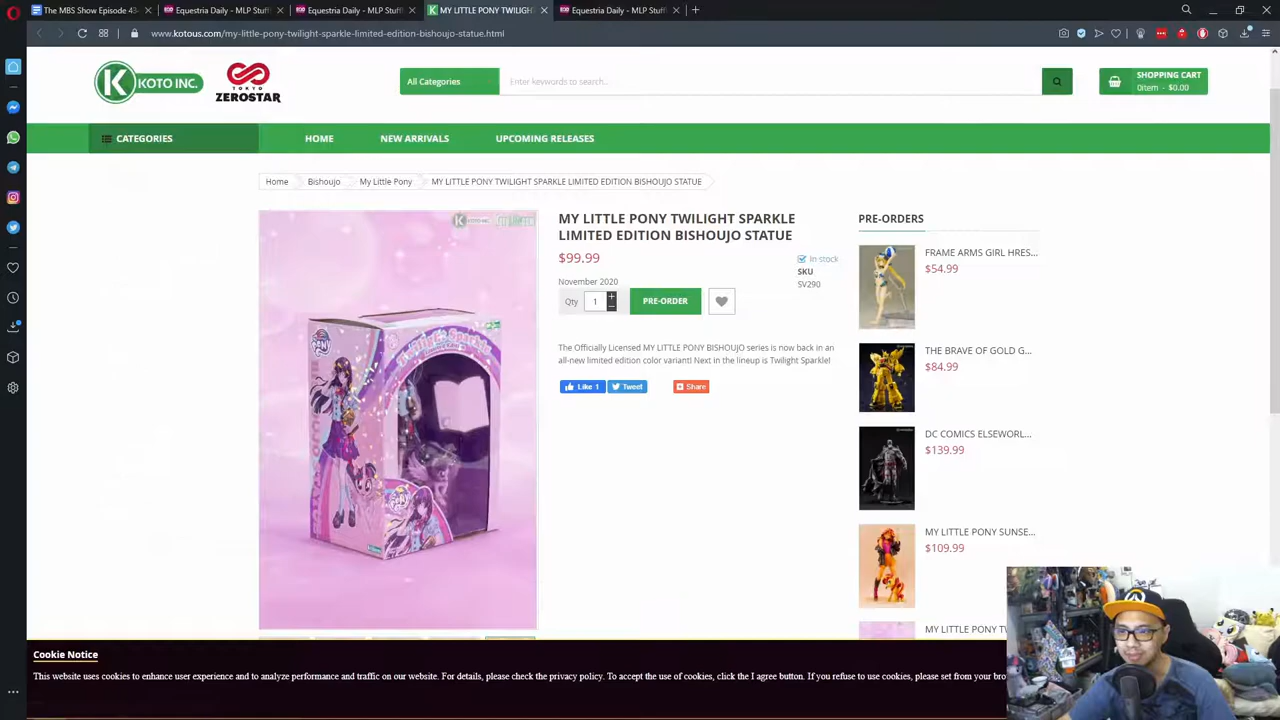 The MBS Episode 43-
Equestria Daily - MLP Stu
Equestria Daily - MLP Stuff
MY LITTLE PONY TWILIGHT
Equestria Daily - MLP Stuff!
www.kotous.com/my-little-pony-twilight-sparkle-limited-edition-bishoujo-statue.html
K KOTO INC.
TOKYO
ZEROSTAR
All Categories
Enter keywords to search...
SHOPPING CART
0item - $0.00
CATEGORIES
HOME
NEW ARRIVALS
UPCOMING RELEASES
Home
Bishoujo
My Little Pony
MY LITTLE PONY TWILIGHT SPARKLE LIMITED EDITION BISHOUJO STATUE
MY LITTLE PONY TWILIGHT SPARKLE
LIMITED EDITION BISHOUJO STATUE
$99.99
In stock
SKU
SV290
November 2020
Qty
1
PRE-ORDER
The Officially Licensed MY LITTLE PONY BISHOUJO series is now back in an
all-new limited edition color variant! Next in the lineup is Twilight Sparkle!
Like 1
Tweet
Share
PRE-ORDERS
FRAME ARMS GIRL HRES...
$54.99
THE BRAVE OF GOLD G...
$84.99
DC COMICS ELSEWORL...
$139.99
MY LITTLE PONY SUNSE...
$109.99
MY LITTLE PONY TW
Cookie Notice
This website uses cookies to enhance user experience and to analyze performance and traffic on our website. For details, please check the privacy policy. To accept the use of cookies, click the I agree button. If you refuse to use cookies, please set from your bro